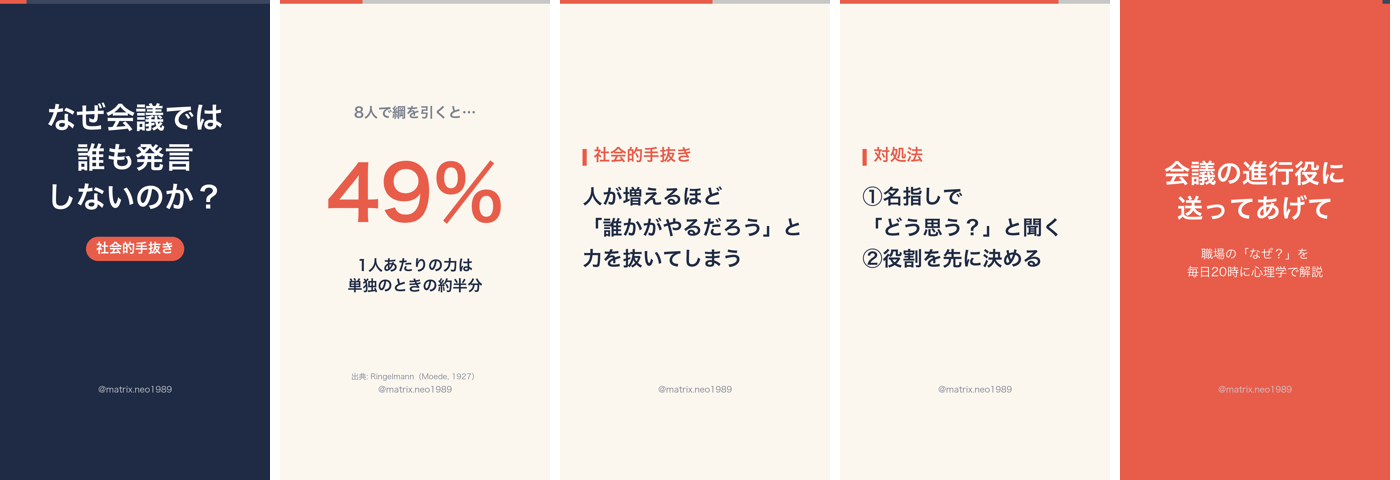 なぜ会議では
誰も発言
しないのか？
社会的手抜き
@matrix.neo1989
8人で綱を引くと…
49%
1人あたりの力は
単独のときの約半分
出典: Ringelmann（Moede, 1927）
@matrix.neo1989
社会的手抜き
人が増えるほど
「誰かがやるだろう」と
力を抜いてしまう
@matrix.neo1989
対処法
①名指しで
「どう思う？」と聞く
②役割を先に決める
@matrix.neo1989
会議の進行役に
送ってあげて
職場の「なぜ？」を
毎日20時に心理学で解説
@matrix.neo1989